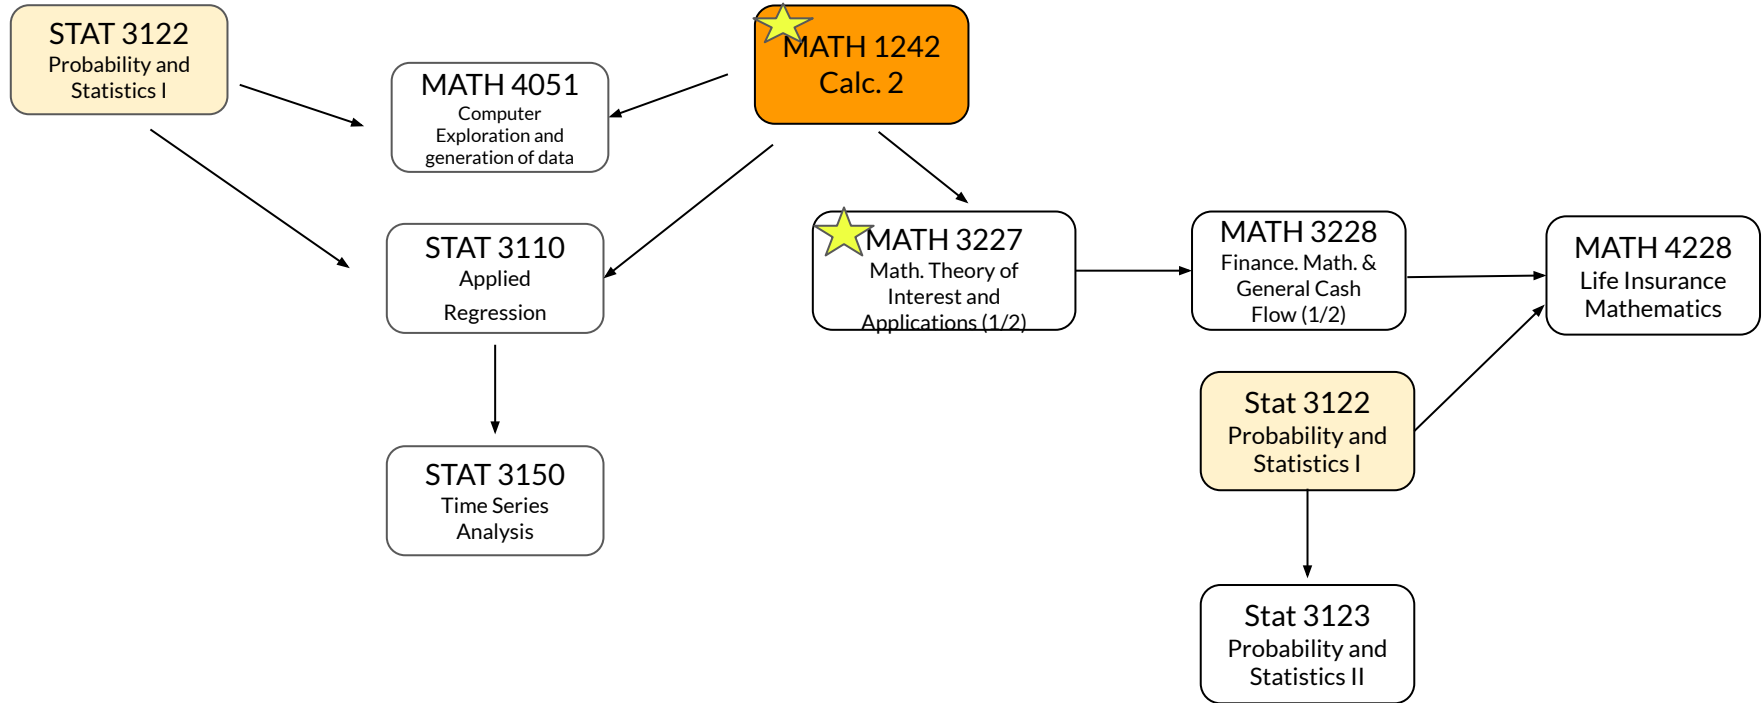 STAT 3122
Probability and
Statistics I
MATH 4051
Computer
Exploration and
generation of data
MATH 1242
Calc. 2
STAT 3110
Applied
Regression
MATH 3227
Math. Theory of
Interest and
Applications (1/2)
MATH 3228
Finance. Math. &
General Cash
Flow (1/2)
MATH 4228
Life Insurance
Mathematics
Stat 3122
Probability and
Statistics I
STAT 3150
Time Series
Analysis
Stat 3123
Probability and
Statistics II